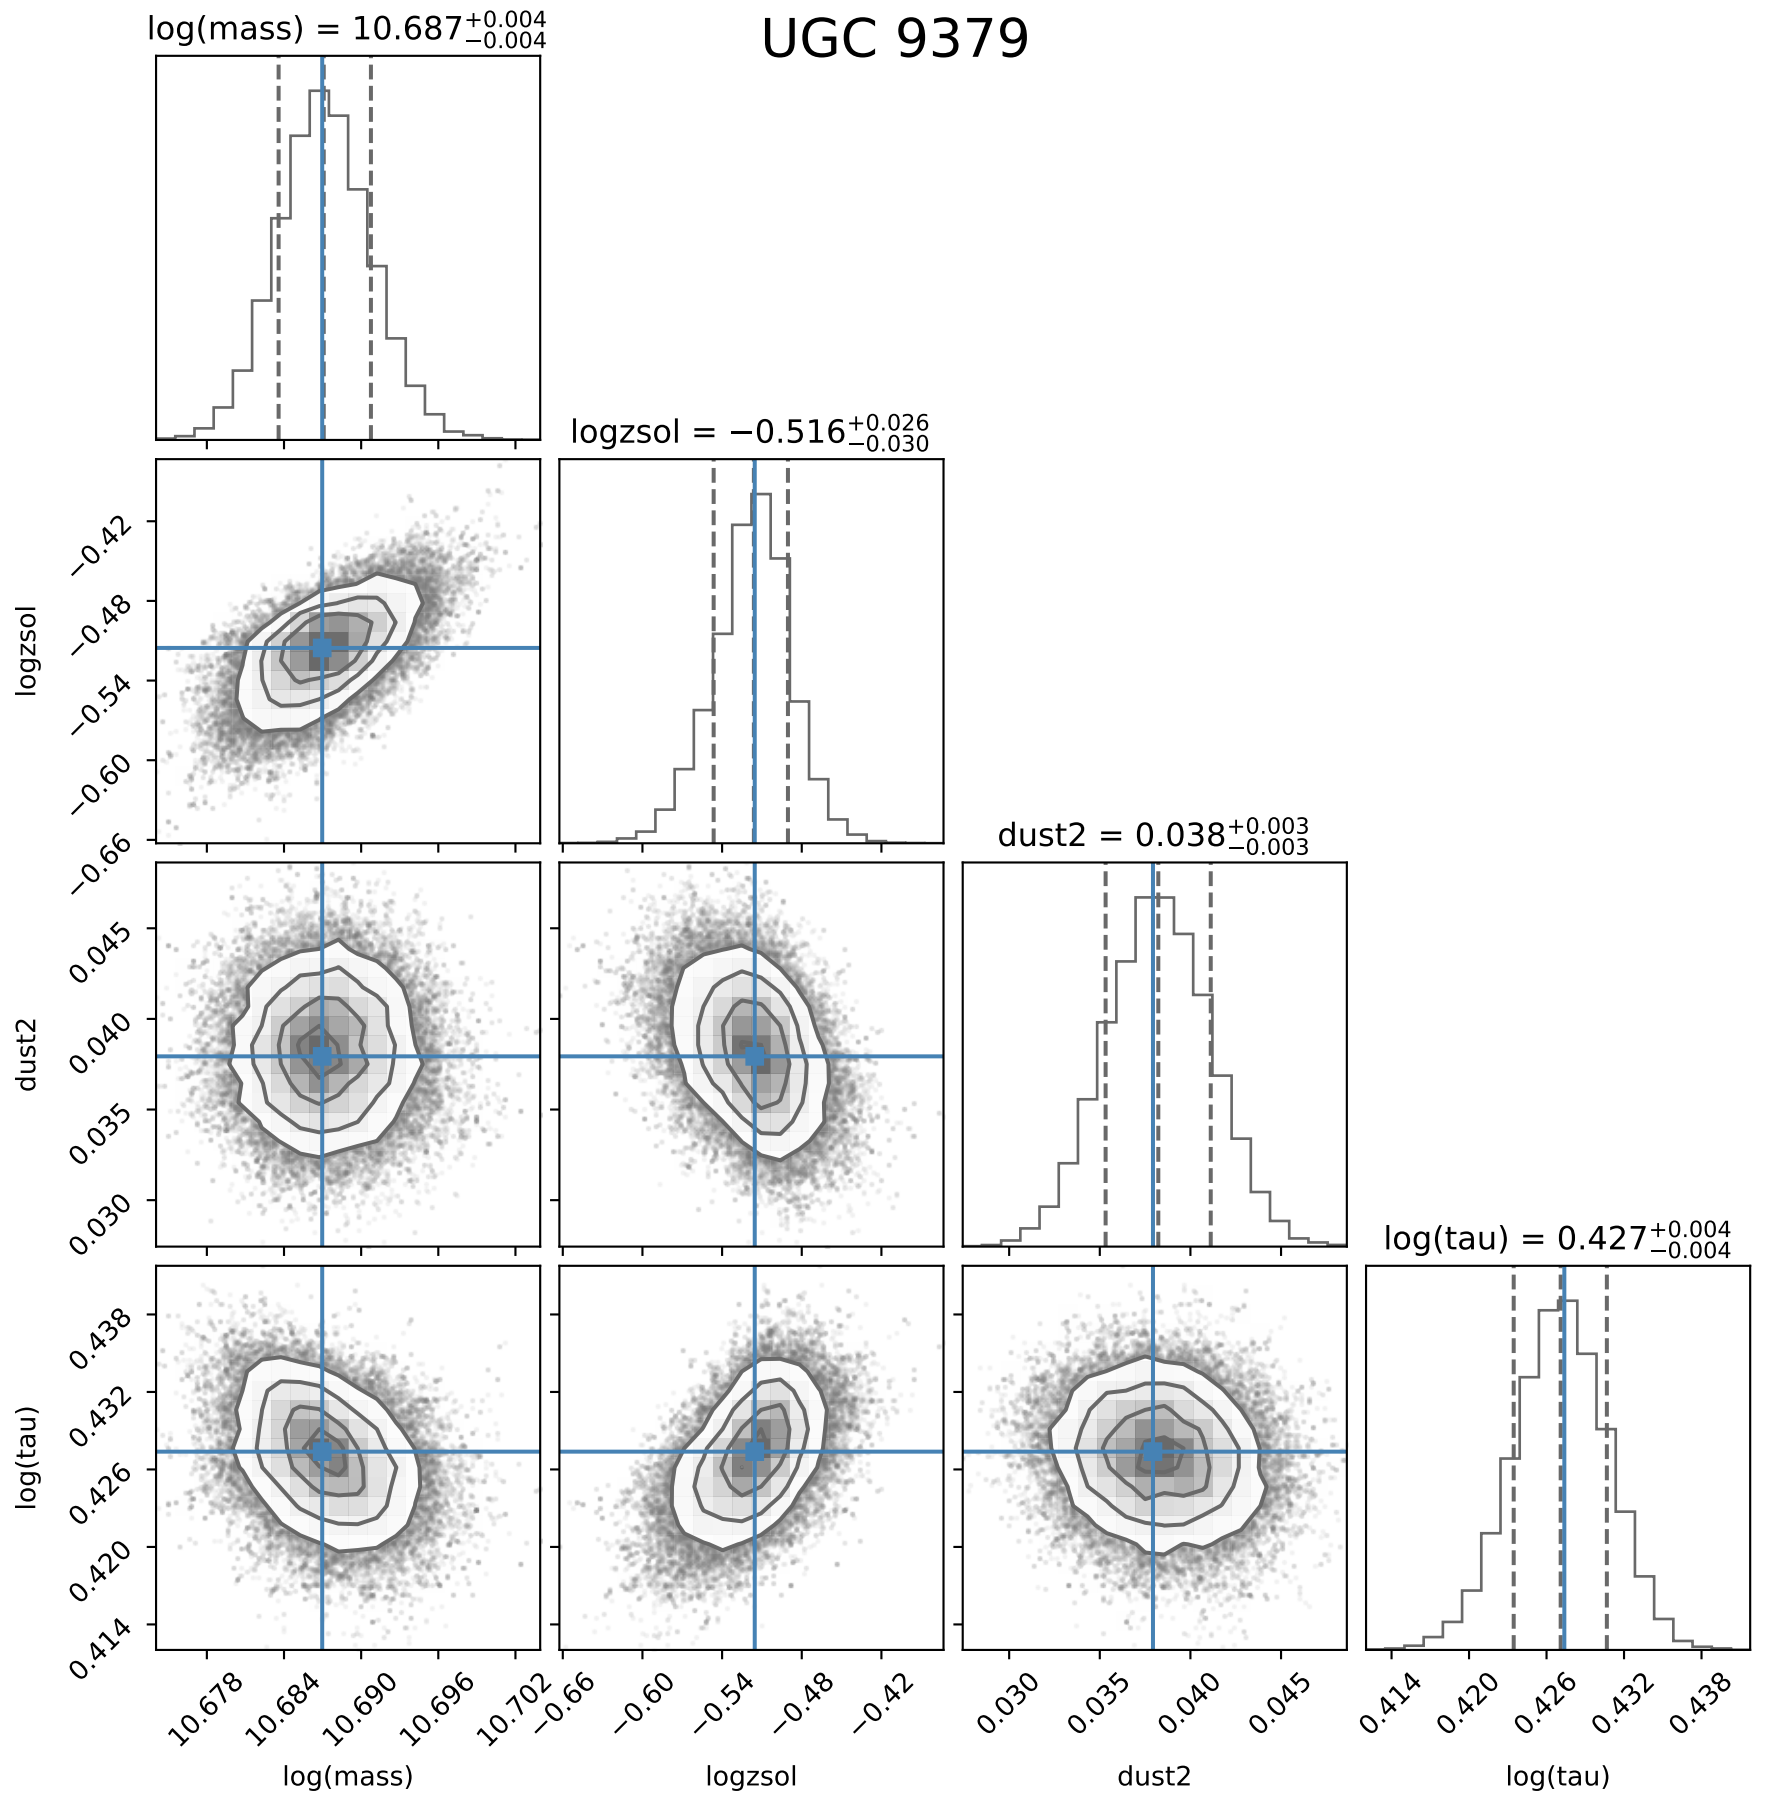 UGC 9379
log(mass) = 10.687+0.004−0.004
logzsol = −0.516+0.026−0.030
dust2 = 0.038+0.003−0.003
log(tau) = 0.427+0.004−0.004
logzsol
−0.42
−0.48
−0.54
−0.60
−0.66
dust2
0.045
0.040
0.035
0.030
log(tau)
0.438
0.432
0.426
0.420
0.414
10.678 10.684 10.690 10.696 10.702
−0.66 −0.60 −0.54 −0.48 −0.42
0.030 0.035 0.040 0.045
0.414 0.420 0.426 0.432 0.438
log(mass) logzsol dust2 log(tau)